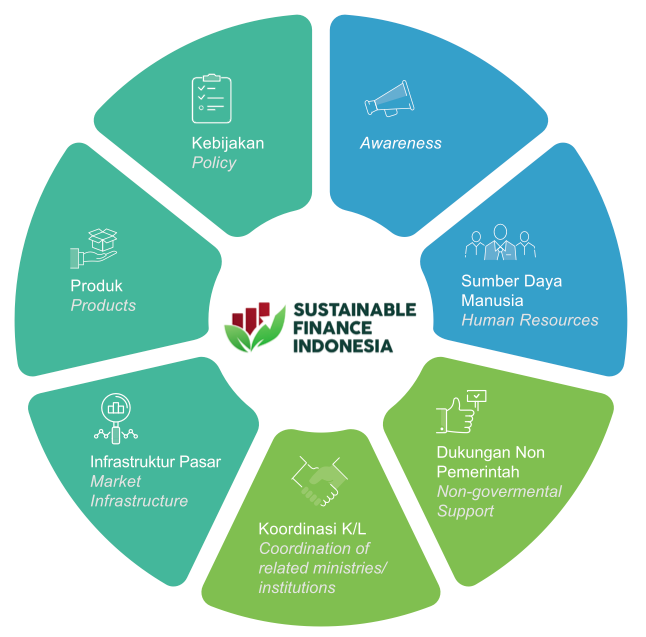 Kebijakan
Policy
Awareness
Sumber Daya
Manusia
Human Resources
Dukungan Non
Pemerintah
Non-govermental
Support
Koordinasi K/L
Coordination of
related ministries/
institutions
Infrastruktur Pasar
Market
Infrastructure
Produk
Products
SUSTAINABLE
FINANCE
INDONESIA